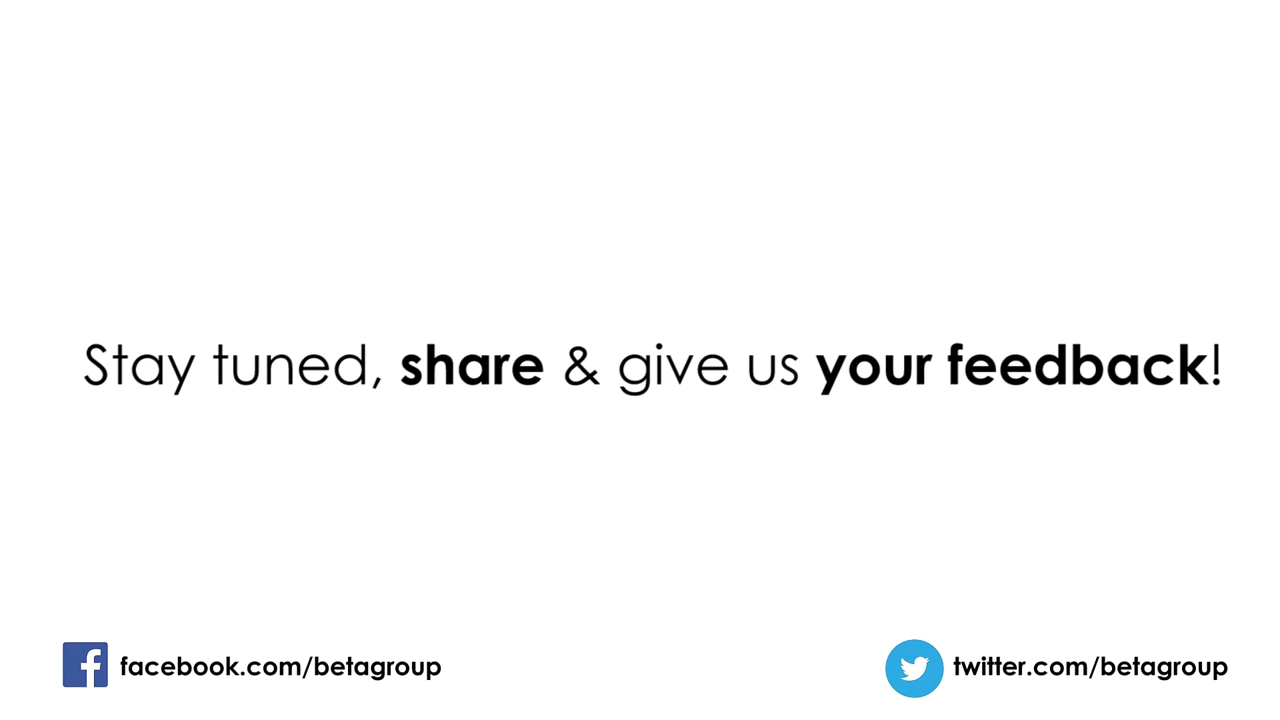 Stay tuned, share & give us your feedback!
facebook.com/betagroup
twitter.com/betagroup